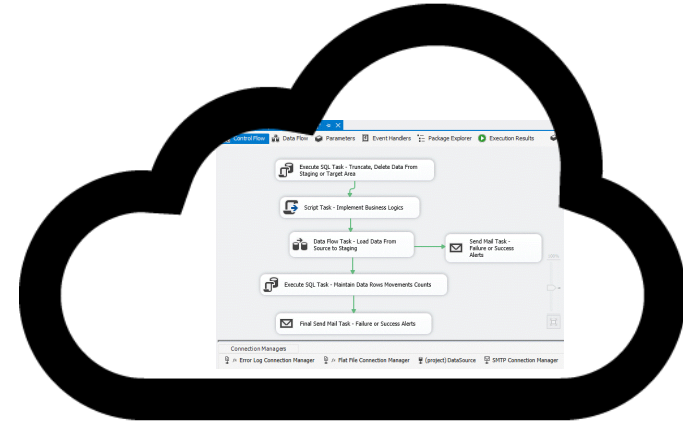 Control Flow Data Flow Parameters Event Handlers Package Explorer Execution Results
Execute SQL Task - Truncate, Delete Data From
Staging or Target Area
Script Task - Implement Business Logics
Data Flow Task - Load Data From
Source to Staging
Send Mail Task -
Failure or Success
Alerts
Execute SQL Task - Maintain Data Rows Movements Counts
Final Send Mail Task - Failure or Success Alerts
Connection Managers
Error Log Connection Manager Flat File Connection Manager (project) DataSource SMTP Connection Manager